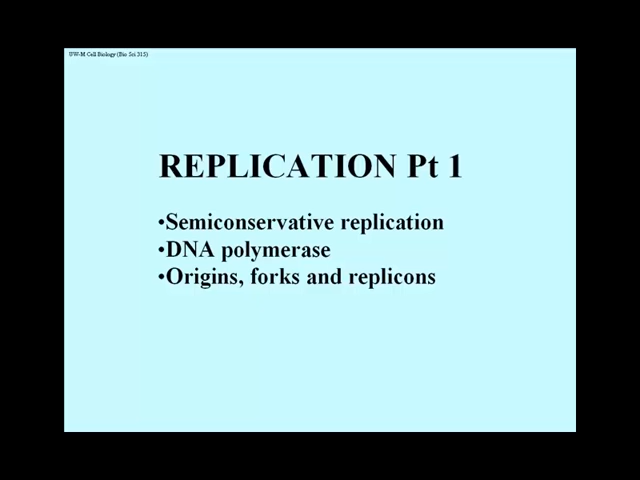 UW-M Cell Biology (Bio Sci 315)
REPLICATION Pt 1
•Semiconservative replication
•DNA polymerase
•Origins, forks and replicons